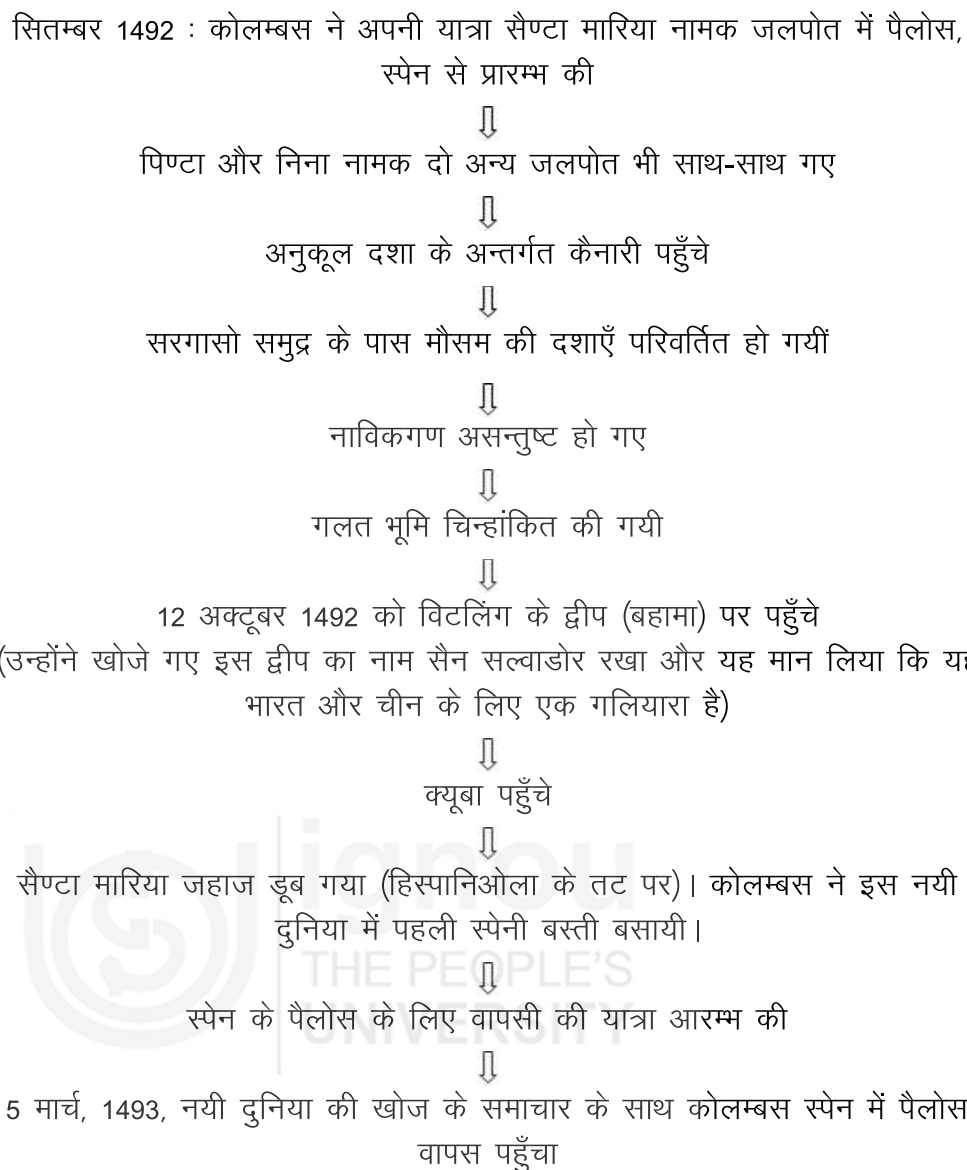 सितम्बर 1492 : कोलम्बस ने अपनी यात्रा सैण्टा मारिया नामक जलपोत में पैलोस,
स्पेन से प्रारम्भ की
⇩
पिण्टा और निना नामक दो अन्य जलपोत भी साथ-साथ गए
⇩
अनुकूल दशा के अन्तर्गत कैनारी पहुँचे
⇩
सरगासो समुद्र के पास मौसम की दशाएँ परिवर्तित हो गयीं
⇩
नाविकगण असन्तुष्ट हो गए
⇩
गलत भूमि चिन्हांकित की गयी
⇩
12 अक्टूबर 1492 को विटलिंग के द्वीप (बहामा) पर पहुँचे
(उन्होंने खोजे गए इस द्वीप का नाम सैन सल्वाडोर रखा और यह मान लिया कि यह
भारत और चीन के लिए एक गलियारा है)
⇩
क्यूबा पहुँचे
⇩
सैण्टा मारिया जहाज डूब गया (हिस्पानिओला के तट पर)। कोलम्बस ने इस नयी
दुनिया में पहली स्पेनी बस्ती बसायी।
⇩
स्पेन के पैलोस के लिए वापसी की यात्रा आरम्भ की
⇩
5 मार्च, 1493, नयी दुनिया की खोज के समाचार के साथ कोलम्बस स्पेन में पैलोस
वापस पहुँचा
ignou
THE PEOPLE'S
UNIVERSITY